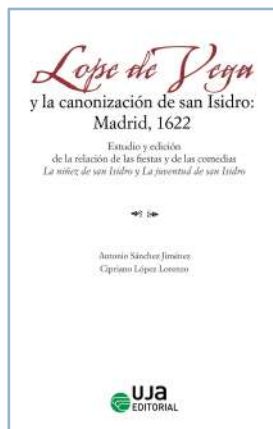 Lope de Vega
y la canonización de san Isidro:
Madrid, 1622
Estudio y edición
de la relación de las fiestas y de las comedias
La niñez de san Isidro y La juventud de san Isidro
Antonio Sánchez Jiménez
Cipriano López Lorenzo
uja
EDITORIAL